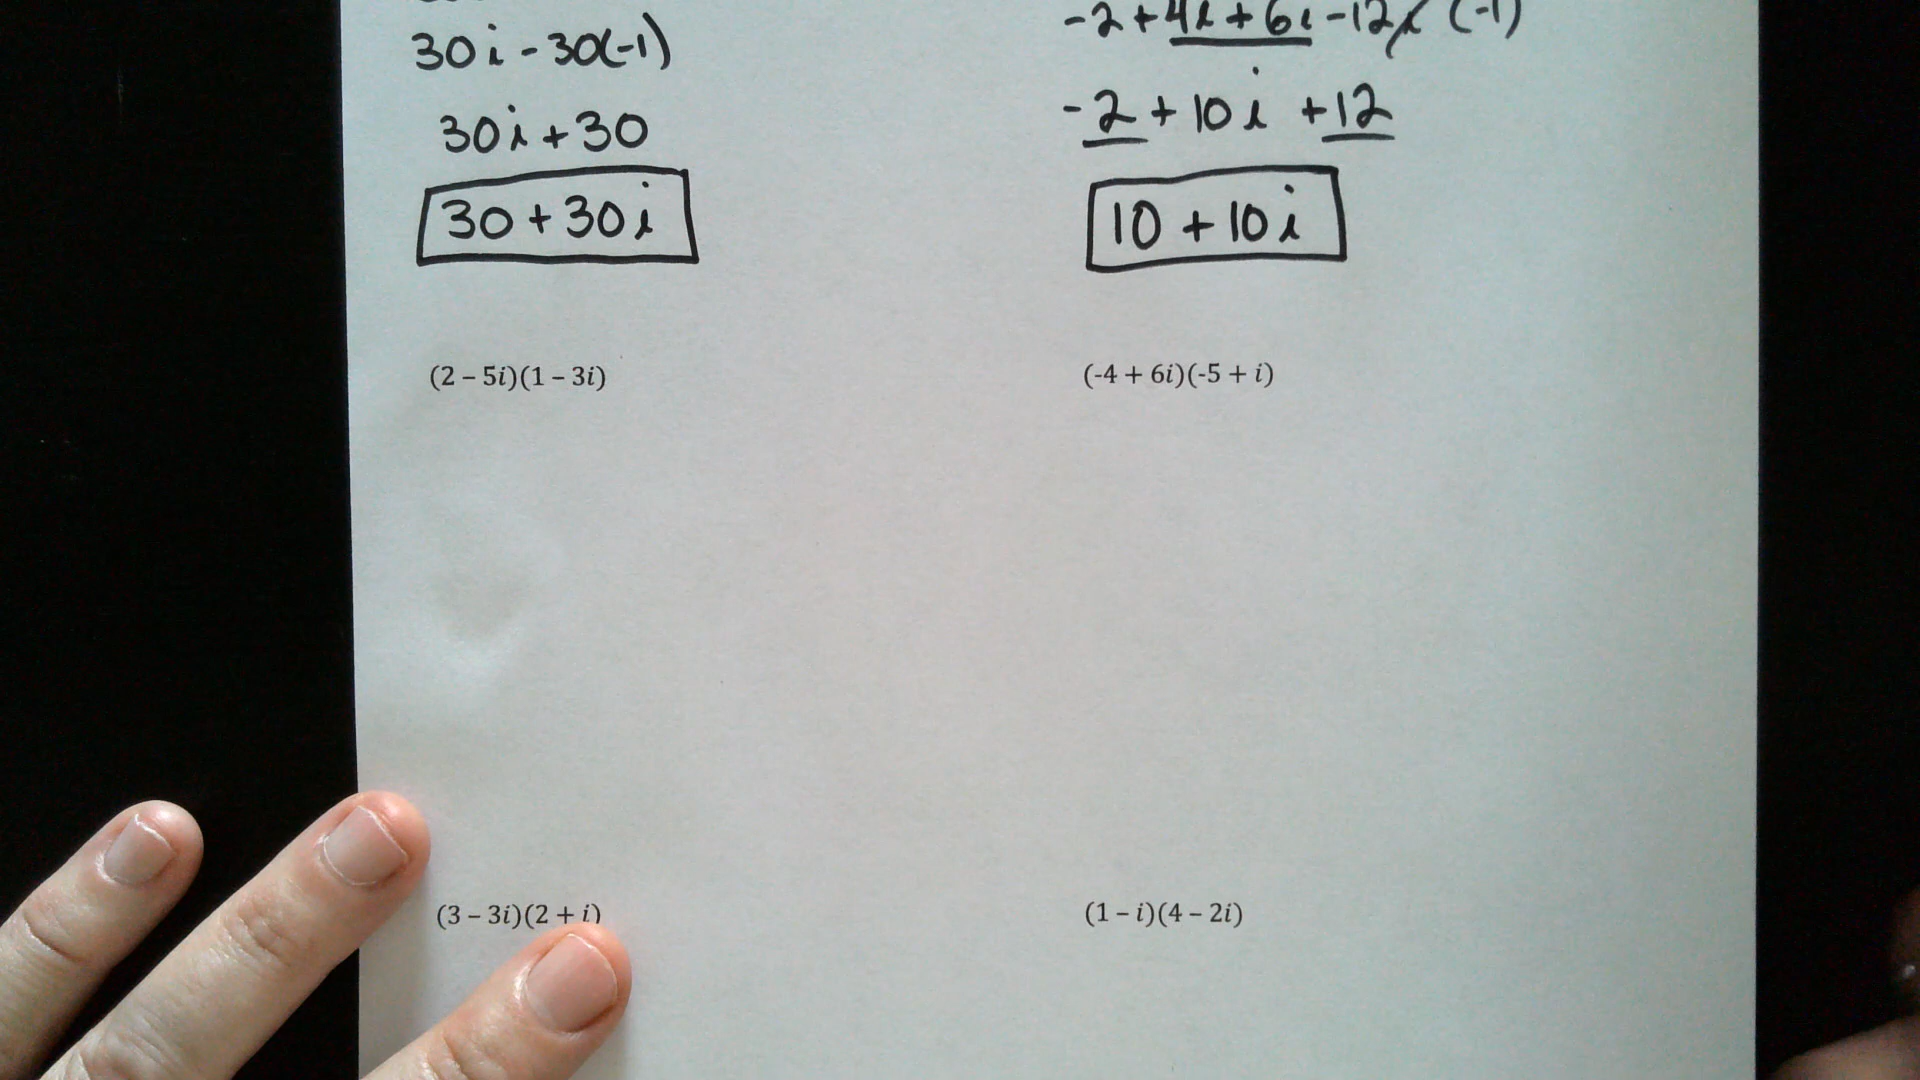 30i - 30(-1)
30i + 30
30 + 30i
-2 + 4i + 6i - 12i (-1)
-2 + 10i + 12
10 + 10i
(2 – 5i)(1 – 3i)
(-4 + 6i)(-5 + i)
(3 – 3i)(2 + i)
(1 – i)(4 – 2i)